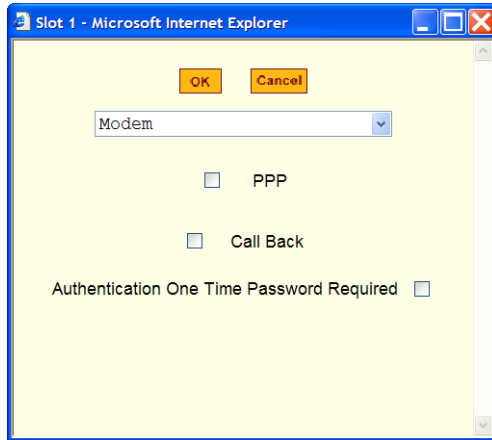 Slot 1 - Microsoft Internet Explorer
OK Cancel
Modem
PPP
Call Back
Authentication One Time Password Required